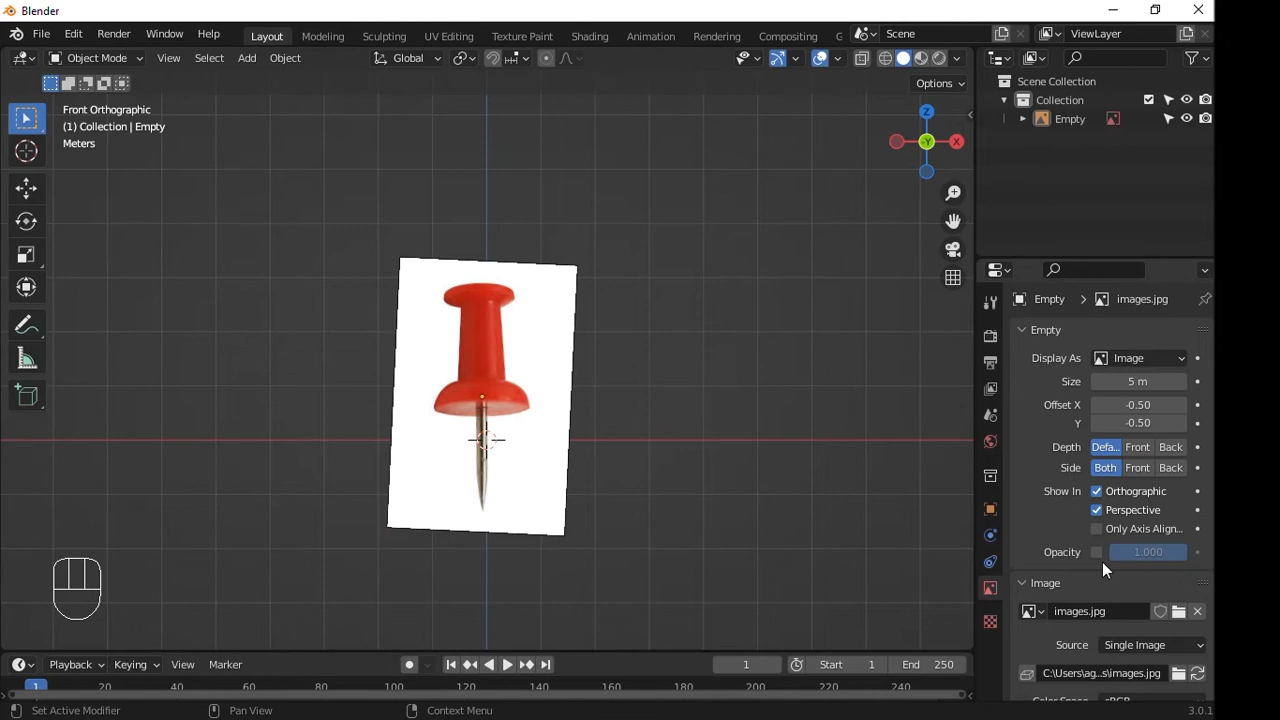 Blender
File Edit Render Window Help Layout Modeling Sculpting UV Editing Texture Paint Shading Animation Rendering Compositing G Scene ViewLayer
Object Mode View Select Add Object Global
Options
Front Orthographic
(1) Collection | Empty
Meters
Z
Y
X
Scene Collection
Collection
Empty
Empty images.jpg
Empty
Display As Image
Size 5 m
Offset X -0.50
Y -0.50
Depth Defa... Front Back
Side Both Front Back
Show In Orthographic
Perspective
Only Axis Align...
Opacity 1.000
Image
images.jpg
Source Single Image
C:\Users\ag...s\images.jpg
Playback Keying View Marker 1 Start 1 End 250
1 20 40 60 80 100 120 140 160 180 200 220 240
Set Active Modifier Pan View Context Menu 3.0.1